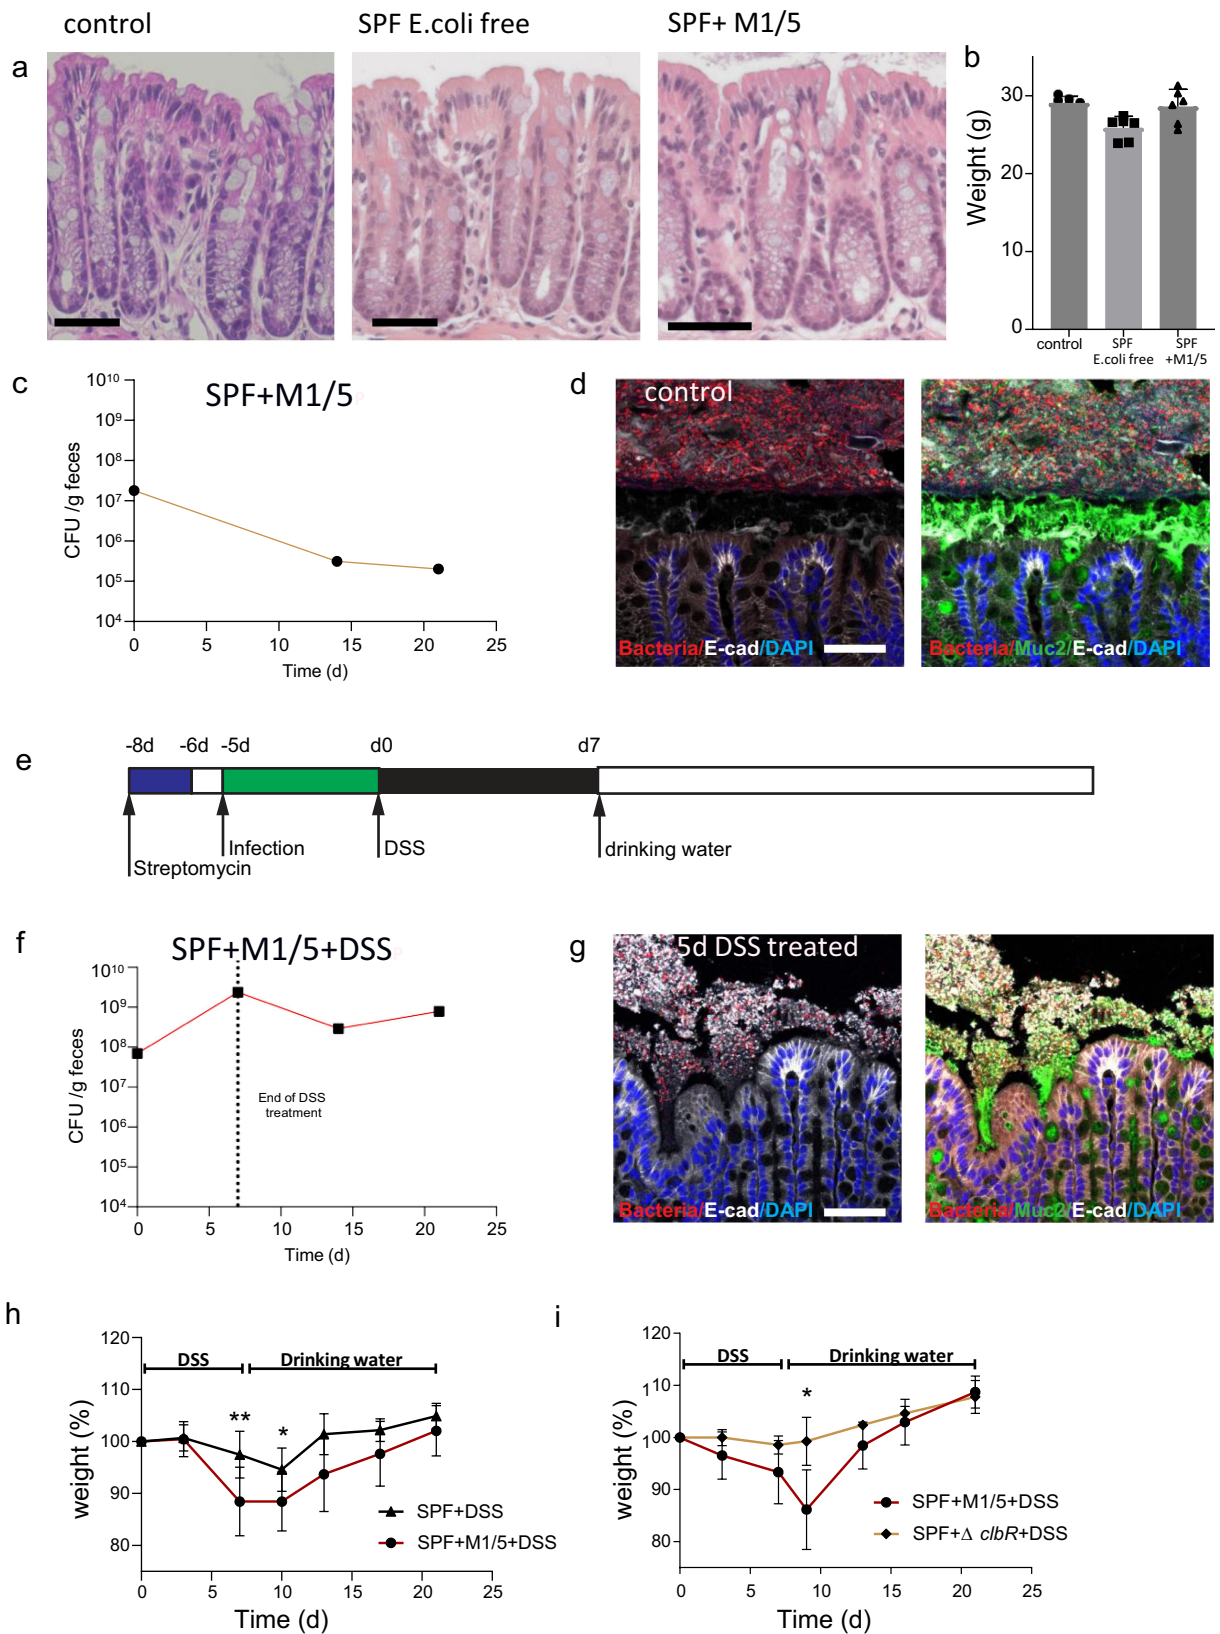 control
SPF E.coli free
SPF+ M1/5
a
b
Weight (g)
30
20
10
0
control
SPF
E.coli free
SPF
+M1/5
c
SPF+M1/5
CFU /g feces
10¹⁰
10⁹
10⁸
10⁷
10⁶
10⁵
10⁴
0 5 10 15 20 25
Time (d)
d
control
Bacteria/E-cad/DAPI
Bacteria/Muc2/E-cad/DAPI
e
-8d -6d -5d d0 d7
Streptomycin
Infection
DSS
drinking water
f
SPF+M1/5+DSS
CFU /g feces
10¹⁰
10⁹
10⁸
10⁷
10⁶
10⁵
10⁴
End of DSS
treatment
0 5 10 15 20 25
Time (d)
g
5d DSS treated
Bacteria/E-cad/DAPI
Bacteria/Muc2/E-cad/DAPI
h
weight (%)
120
110
100
90
80
DSS
Drinking water
**
*
SPF+DSS
SPF+M1/5+DSS
0 5 10 15 20 25
Time (d)
i
weight (%)
120
110
100
90
80
DSS
Drinking water
*
SPF+M1/5+DSS
SPF+Δ clbR+DSS
0 5 10 15 20 25
Time (d)